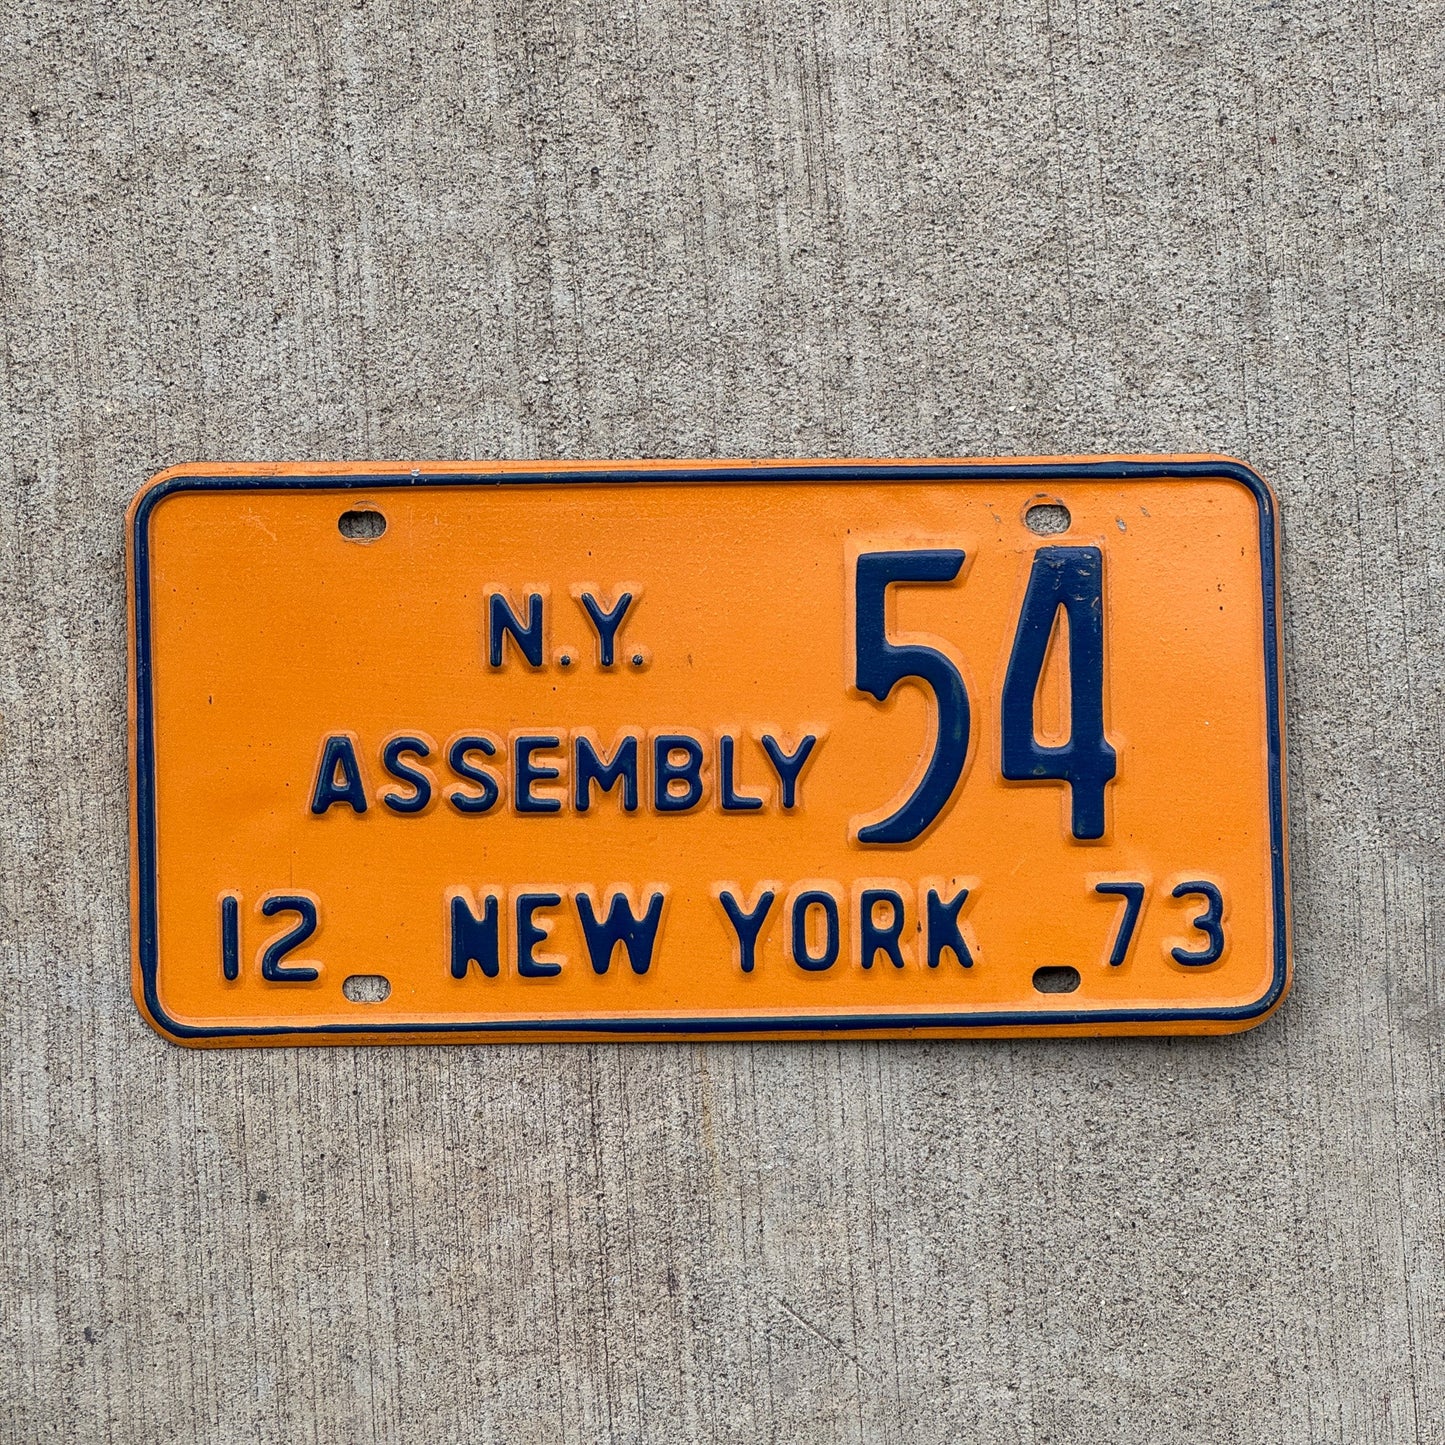 N.Y.
ASSEMBLY 54
12 NEW YORK 73